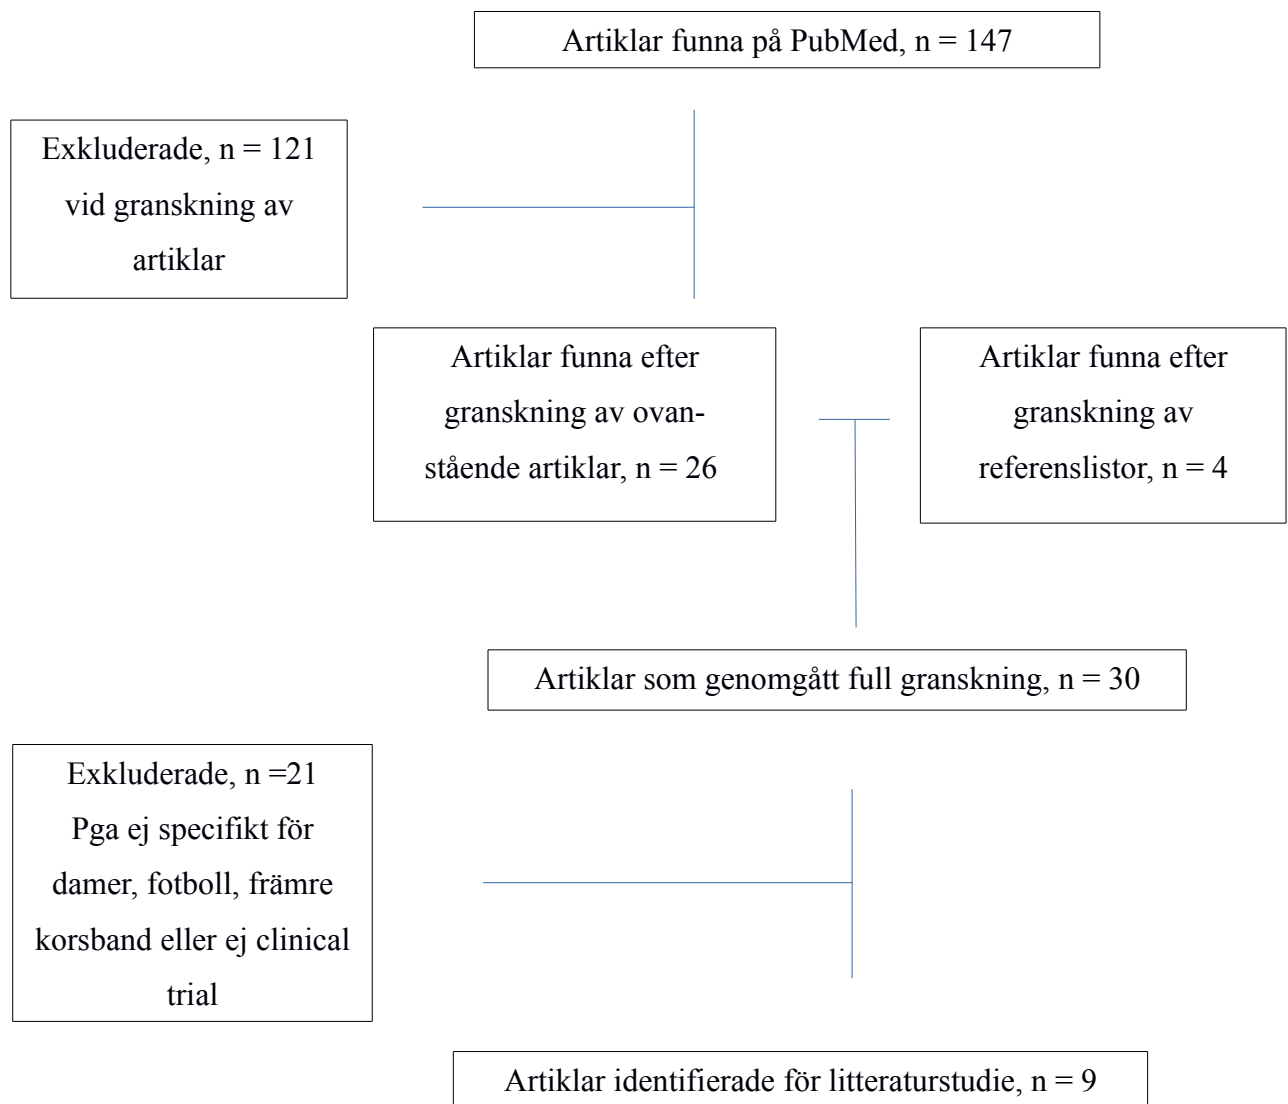 Artiklar funna på PubMed, n = 147
Exkluderade, n = 121
vid granskning av
artiklar
Artiklar funna efter
granskning av ovan-
stående artiklar, n = 26
Artiklar funna efter
granskning av
referenslistor, n = 4
Artiklar som genomgått full granskning, n = 30
Exkluderade, n =21
Pga ej specifikt för
damer, fotboll, främre
korsband eller ej clinical
trial
Artiklar identifierade för litteraturstudie, n = 9